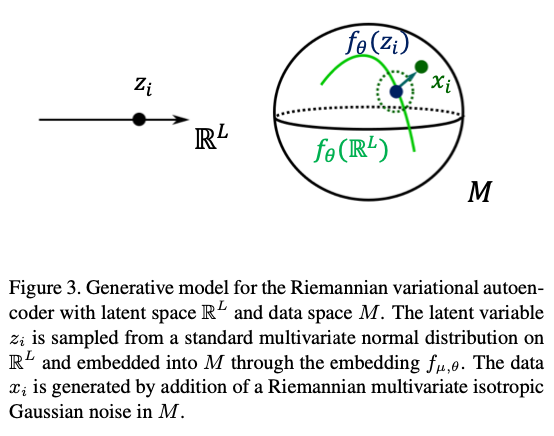 f_θ(z_i)
z_i
x_i
ℝ^L
f_θ(ℝ^L)
M
Figure 3. Generative model for the Riemannian variational autoen-
coder with latent space ℝ^L and data space M. The latent variable
z_i is sampled from a standard multivariate normal distribution on
ℝ^L and embedded into M through the embedding f_{μ,θ}. The data
x_i is generated by addition of a Riemannian multivariate isotropic
Gaussian noise in M.